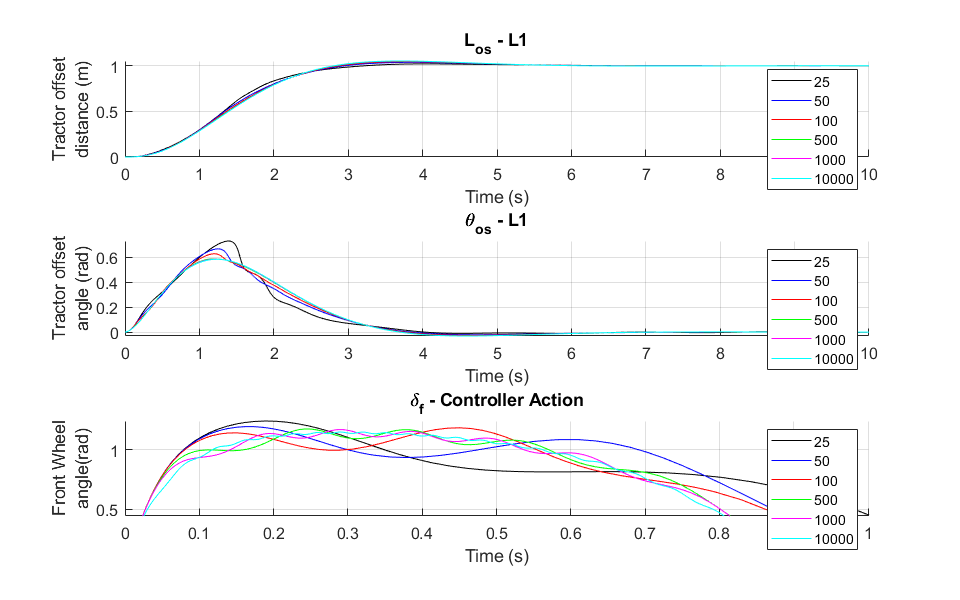 L_os - L1
Tractor offset
distance (m)
1
0.5
0
0 1 2 3 4 5 6 7 8 10
Time (s)
25
50
100
500
1000
10000
θ_os - L1
Tractor offset
angle (rad)
0.6
0.4
0.2
0
0 1 2 3 4 5 6 7 8 10
Time (s)
25
50
100
500
1000
10000
δ_f - Controller Action
Front Wheel
angle(rad)
1
0.5
0 0.1 0.2 0.3 0.4 0.5 0.6 0.7 0.8 1
Time (s)
25
50
100
500
1000
10000